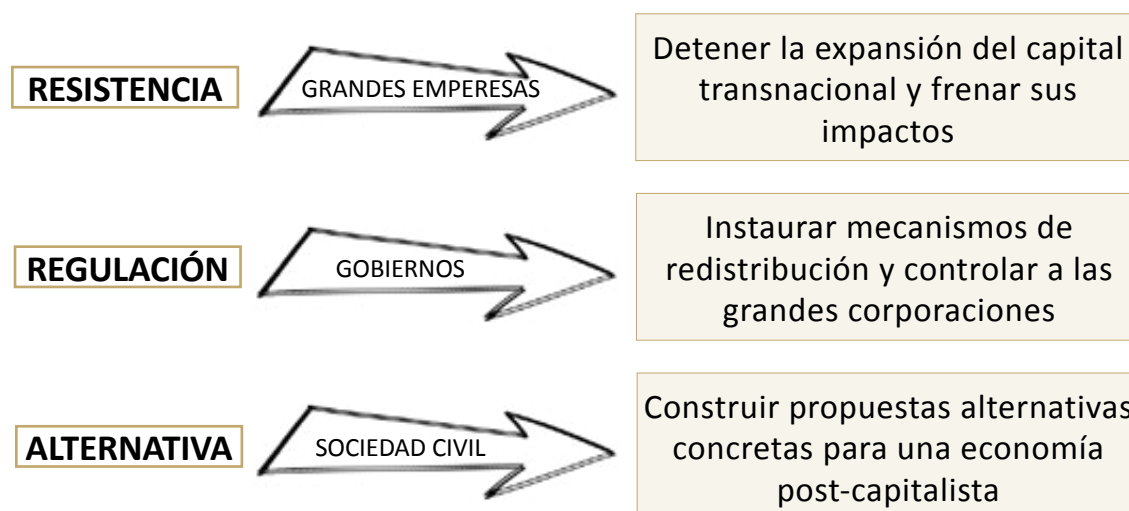 RESISTENCIA
GRANDES EMPERESAS
Detener la expansión del capital
transnacional y frenar sus
impactos
REGULACIÓN
GOBIERNOS
Instaurar mecanismos de
redistribución y controlar a las
grandes corporaciones
ALTERNATIVA
SOCIEDAD CIVIL
Construir propuestas alternativas
concretas para una economía
post-capitalista